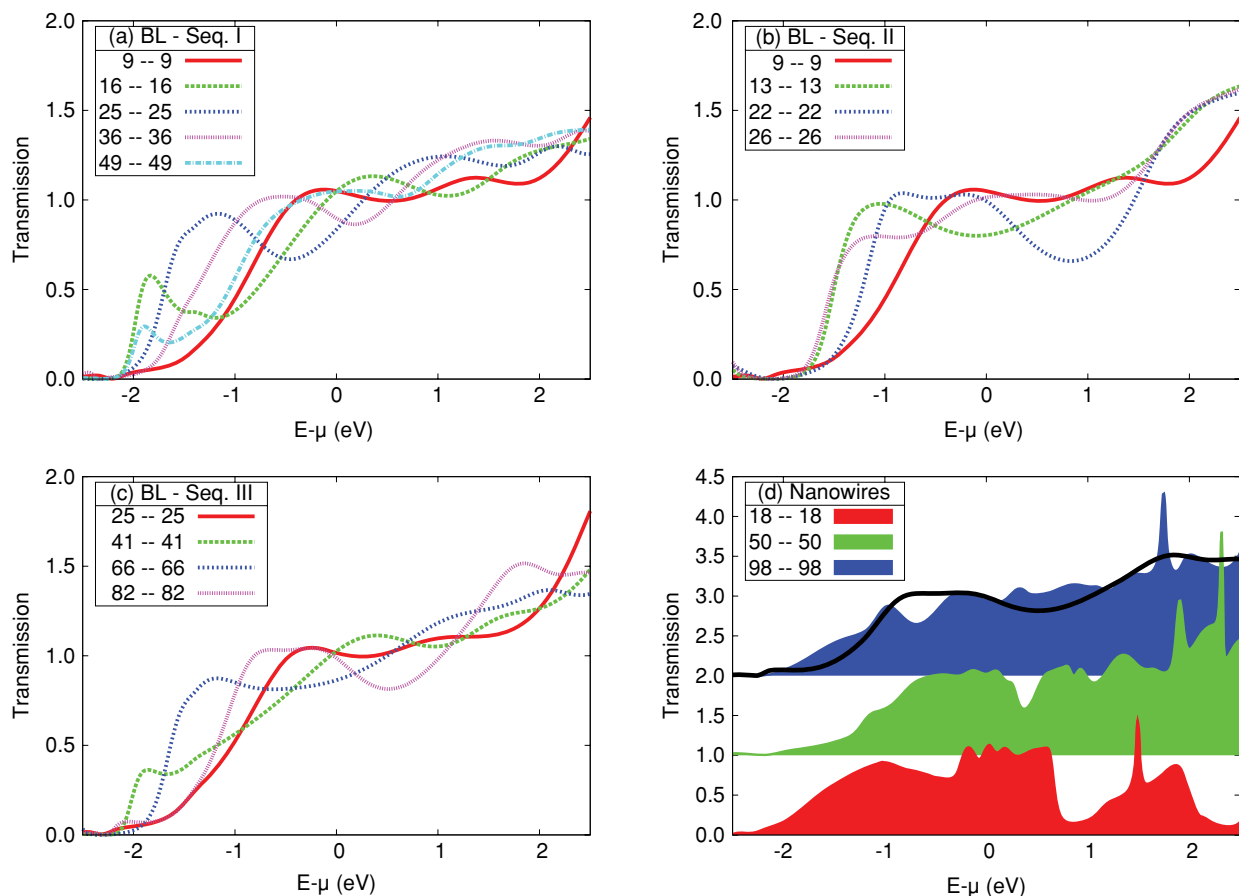 (a) BL - Seq. I
9 -- 9
16 -- 16
25 -- 25
36 -- 36
49 -- 49
2.0
1.5
1.0
0.5
0.0
Transmission
-2 -1 0 1 2
E-μ (eV)
(b) BL - Seq. II
9 -- 9
13 -- 13
22 -- 22
26 -- 26
2.0
1.5
1.0
0.5
0.0
Transmission
-2 -1 0 1 2
E-μ (eV)
(c) BL - Seq. III
25 -- 25
41 -- 41
66 -- 66
82 -- 82
2.0
1.5
1.0
0.5
0.0
Transmission
-2 -1 0 1 2
E-μ (eV)
(d) Nanowires
18 -- 18
50 -- 50
98 -- 98
4.5
4.0
3.5
3.0
2.5
2.0
1.5
1.0
0.5
0.0
Transmission
-2 -1 0 1 2
E-μ (eV)